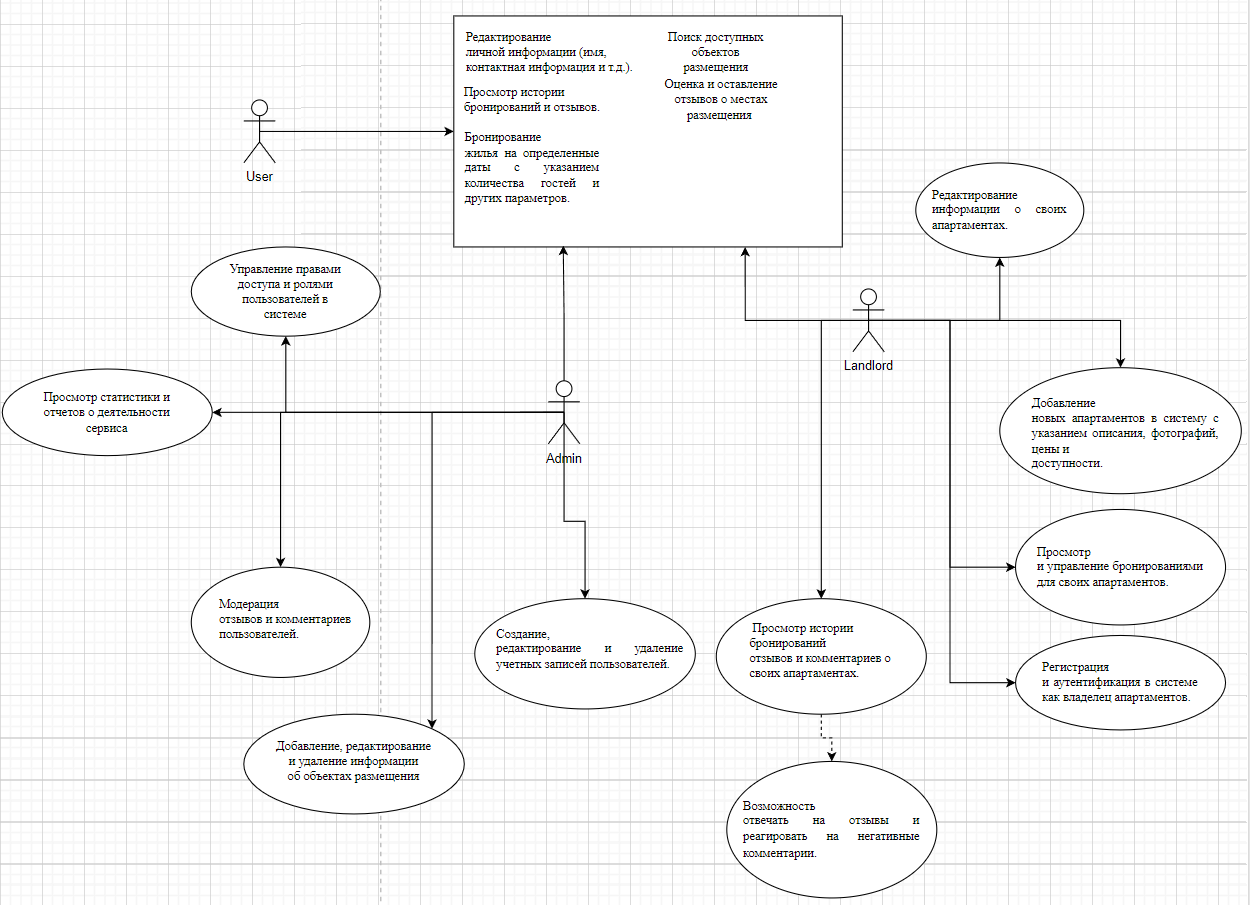 Редактирование
личной информации (имя,
контактная информация и т.д.).
Просмотр истории
бронирований и отзывов.
Бронирование
жилья на определенные
даты с указанием
количества гостей и
других параметров.
Поиск доступных
объектов
размещения
Оценка и оставление
отзывов о местах
размещения
User
Редактирование
информации о своих
апартаментах.
Управление правами
доступа и ролями
пользователей в
системе
Landlord
Просмотр статистики и
отчетов о деятельности
сервиса
Admin
Добавление
новых апартаментов в систему с
указанием описания, фотографий,
цены и
доступности.
Просмотр
и управление бронированиями
для своих апартаментов.
Модерация
отзывов и комментариев
пользователей.
Создание,
редактирование и удаление
учетных записей пользователей.
Просмотр истории
бронирований
отзывов и комментариев о
своих апартаментах.
Регистрация
и аутентификация в системе
как владелец апартаментов.
Добавление, редактирование
и удаление информации
об объектах размещения
Возможность
отвечать на отзывы и
реагировать на негативные
комментарии.